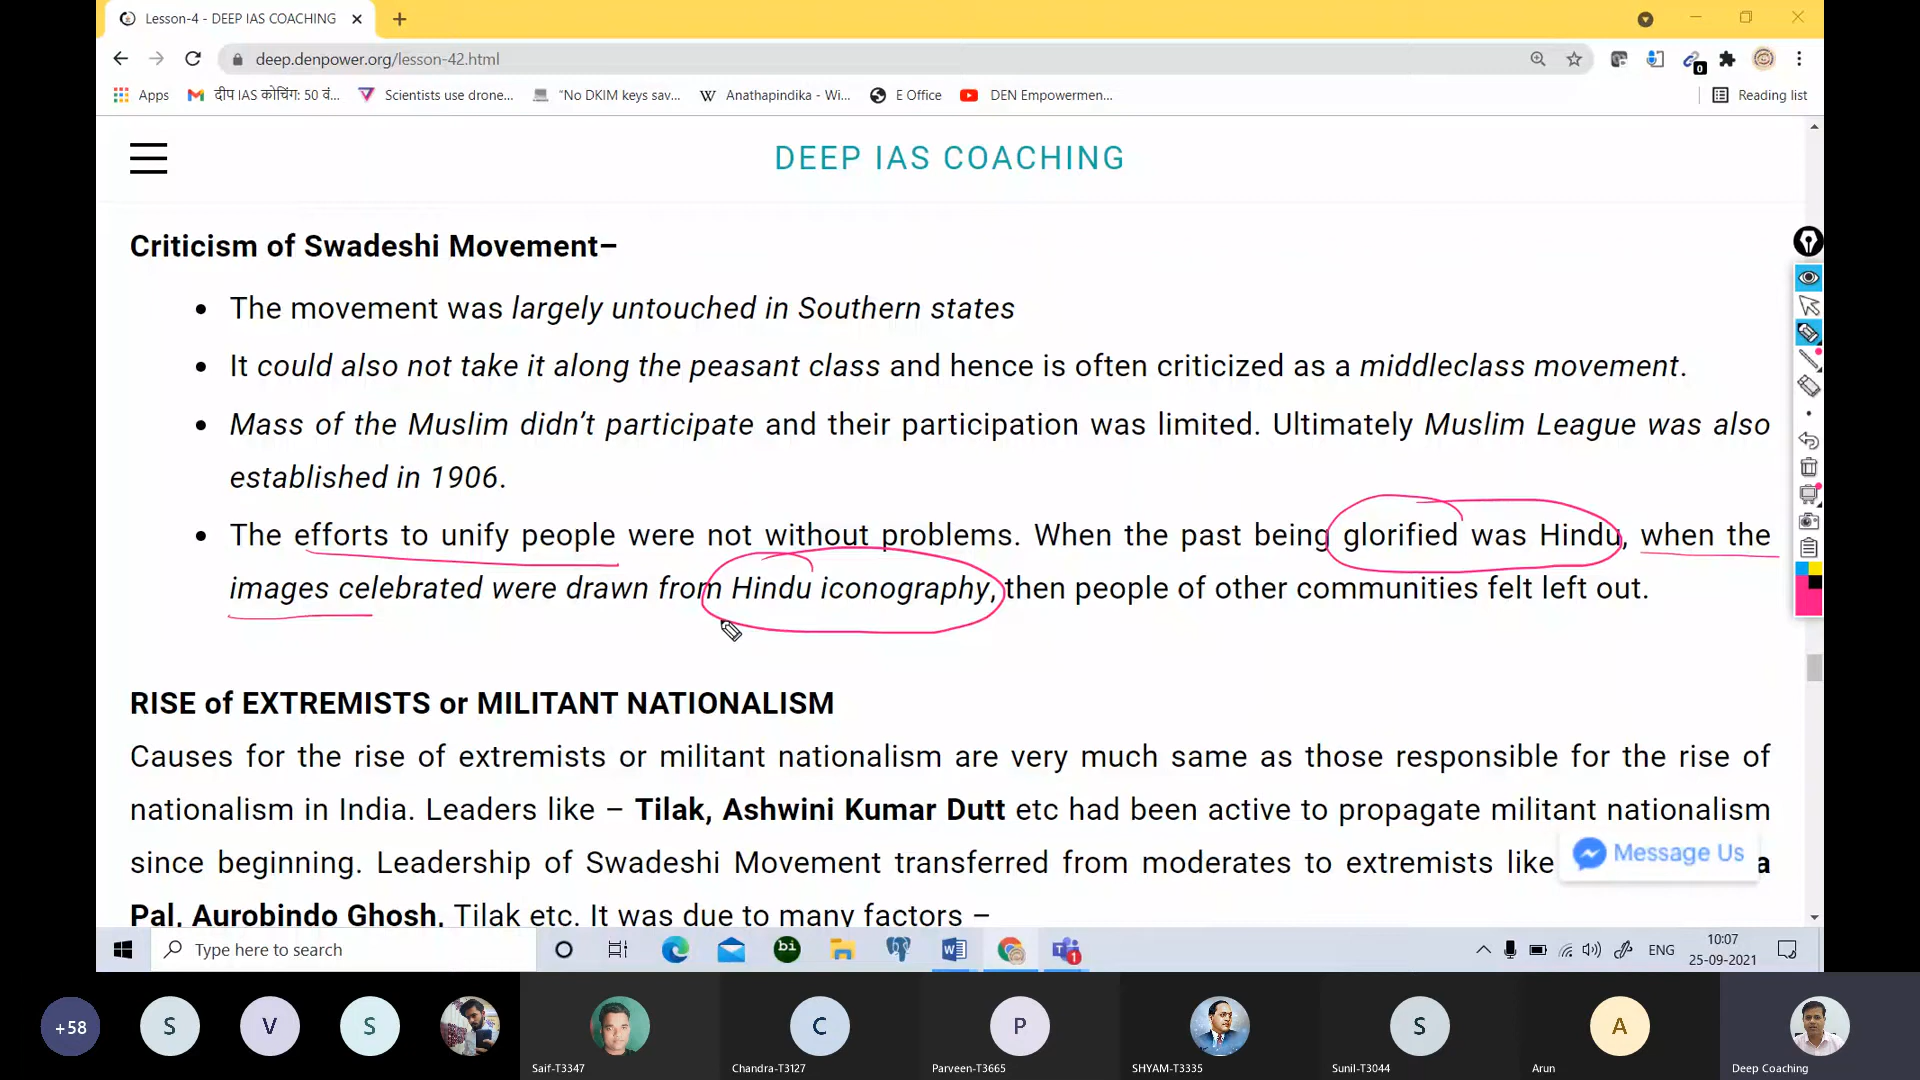 Lesson-4 - DEEP IAS COACHING
deep.denpower.org/lesson-42.html
Apps
दीप IAS कोचिंग: 50 वं...
Scientists use drone...
"No DKIM keys sav...
W Anathapindika - Wi...
E Office
DEN Empowermen...
Reading list
0
DEEP IAS COACHING
Criticism of Swadeshi Movement–
• The movement was largely untouched in Southern states
• It could also not take it along the peasant class and hence is often criticized as a middleclass movement.
• Mass of the Muslim didn’t participate and their participation was limited. Ultimately Muslim League was also
established in 1906.
• The efforts to unify people were not without problems. When the past being glorified was Hindu, when the
images celebrated were drawn from Hindu iconography, then people of other communities felt left out.
RISE of EXTREMISTS or MILITANT NATIONALISM
Causes for the rise of extremists or militant nationalism are very much same as those responsible for the rise of
nationalism in India. Leaders like – Tilak, Ashwini Kumar Dutt etc had been active to propagate militant nationalism
since beginning. Leadership of Swadeshi Movement transferred from moderates to extremists like
a
Message Us
Pal, Aurobindo Ghosh, Tilak etc. It was due to many factors –
Type here to search
bi
1
ENG
10:07
25-09-2021
+58
S
V
S
C
P
S
A
Saif-T3347
Chandra-T3127
Parveen-T3665
SHYAM-T3335
Sunil-T3044
Arun
Deep Coaching